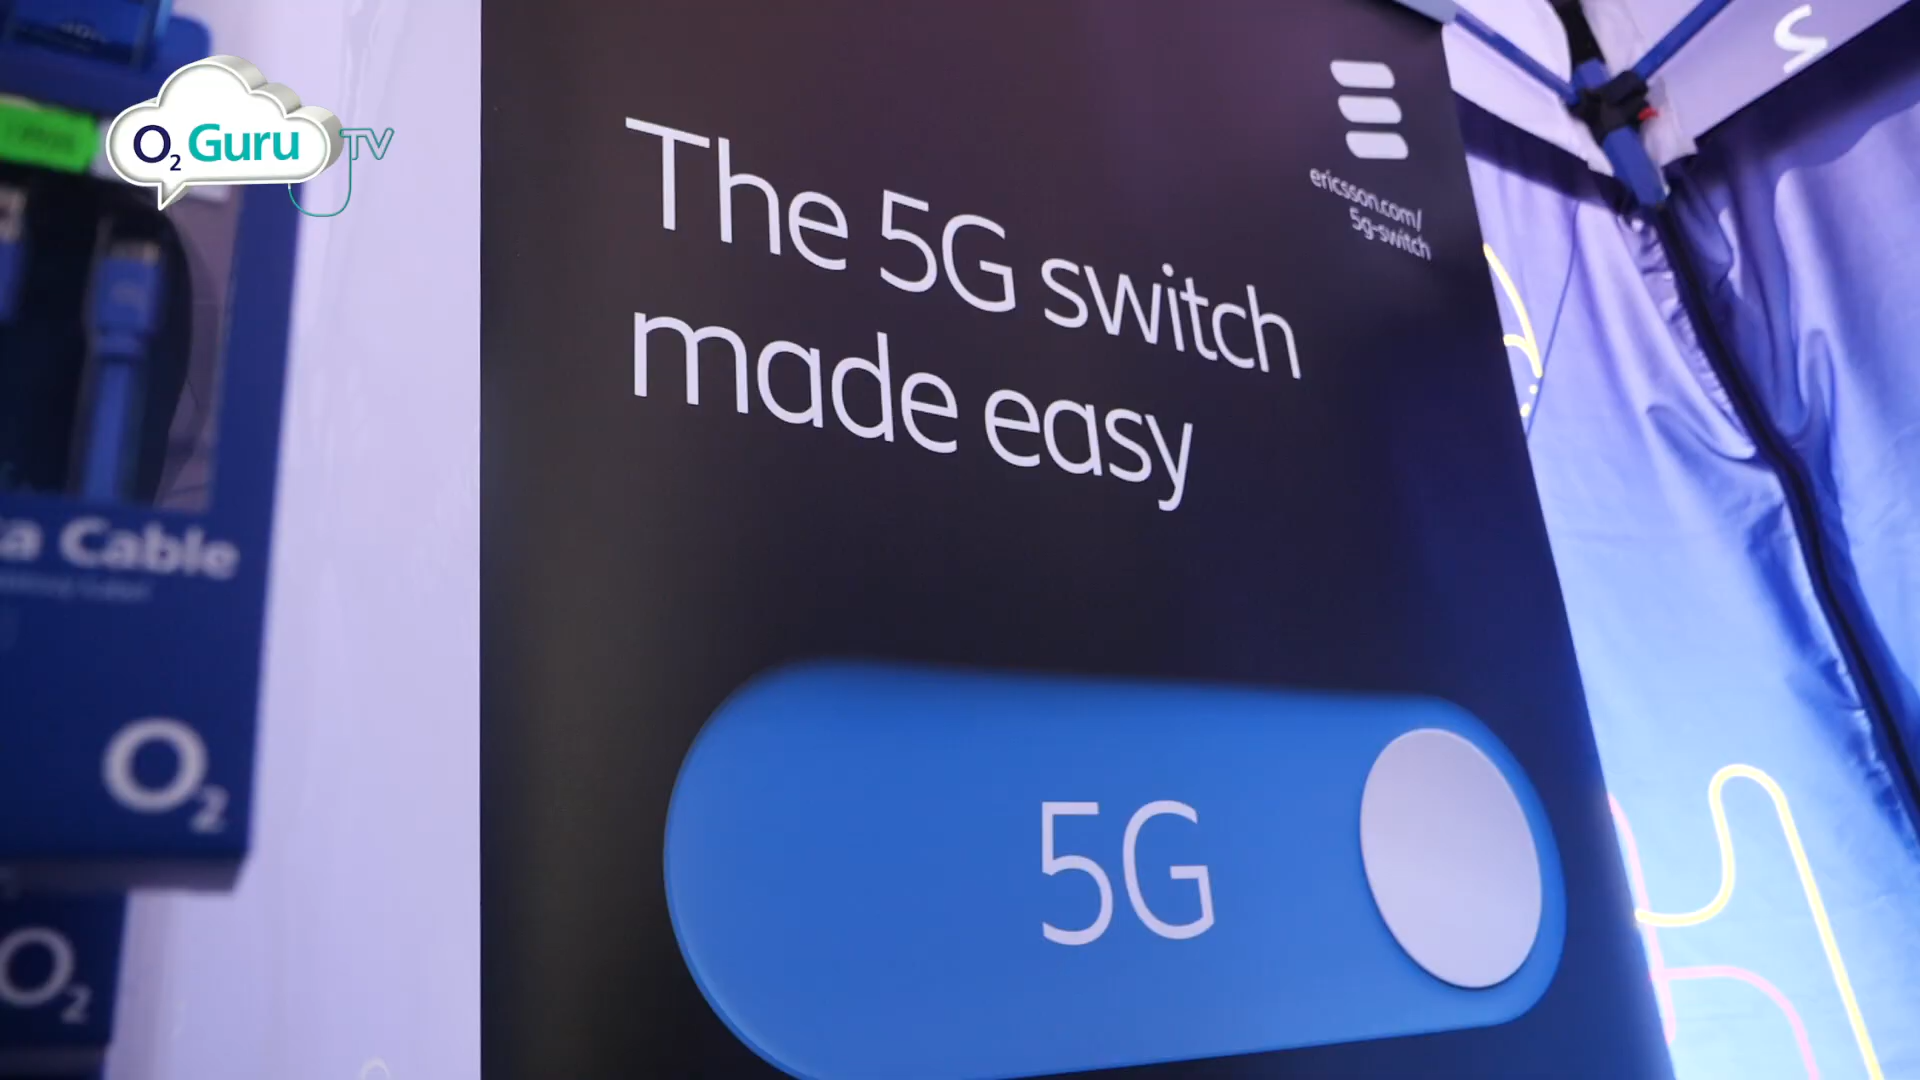 O2 Guru TV
The 5G switch
made easy
ericsson.com/
5g-switch
5G
Cable
O2
O2